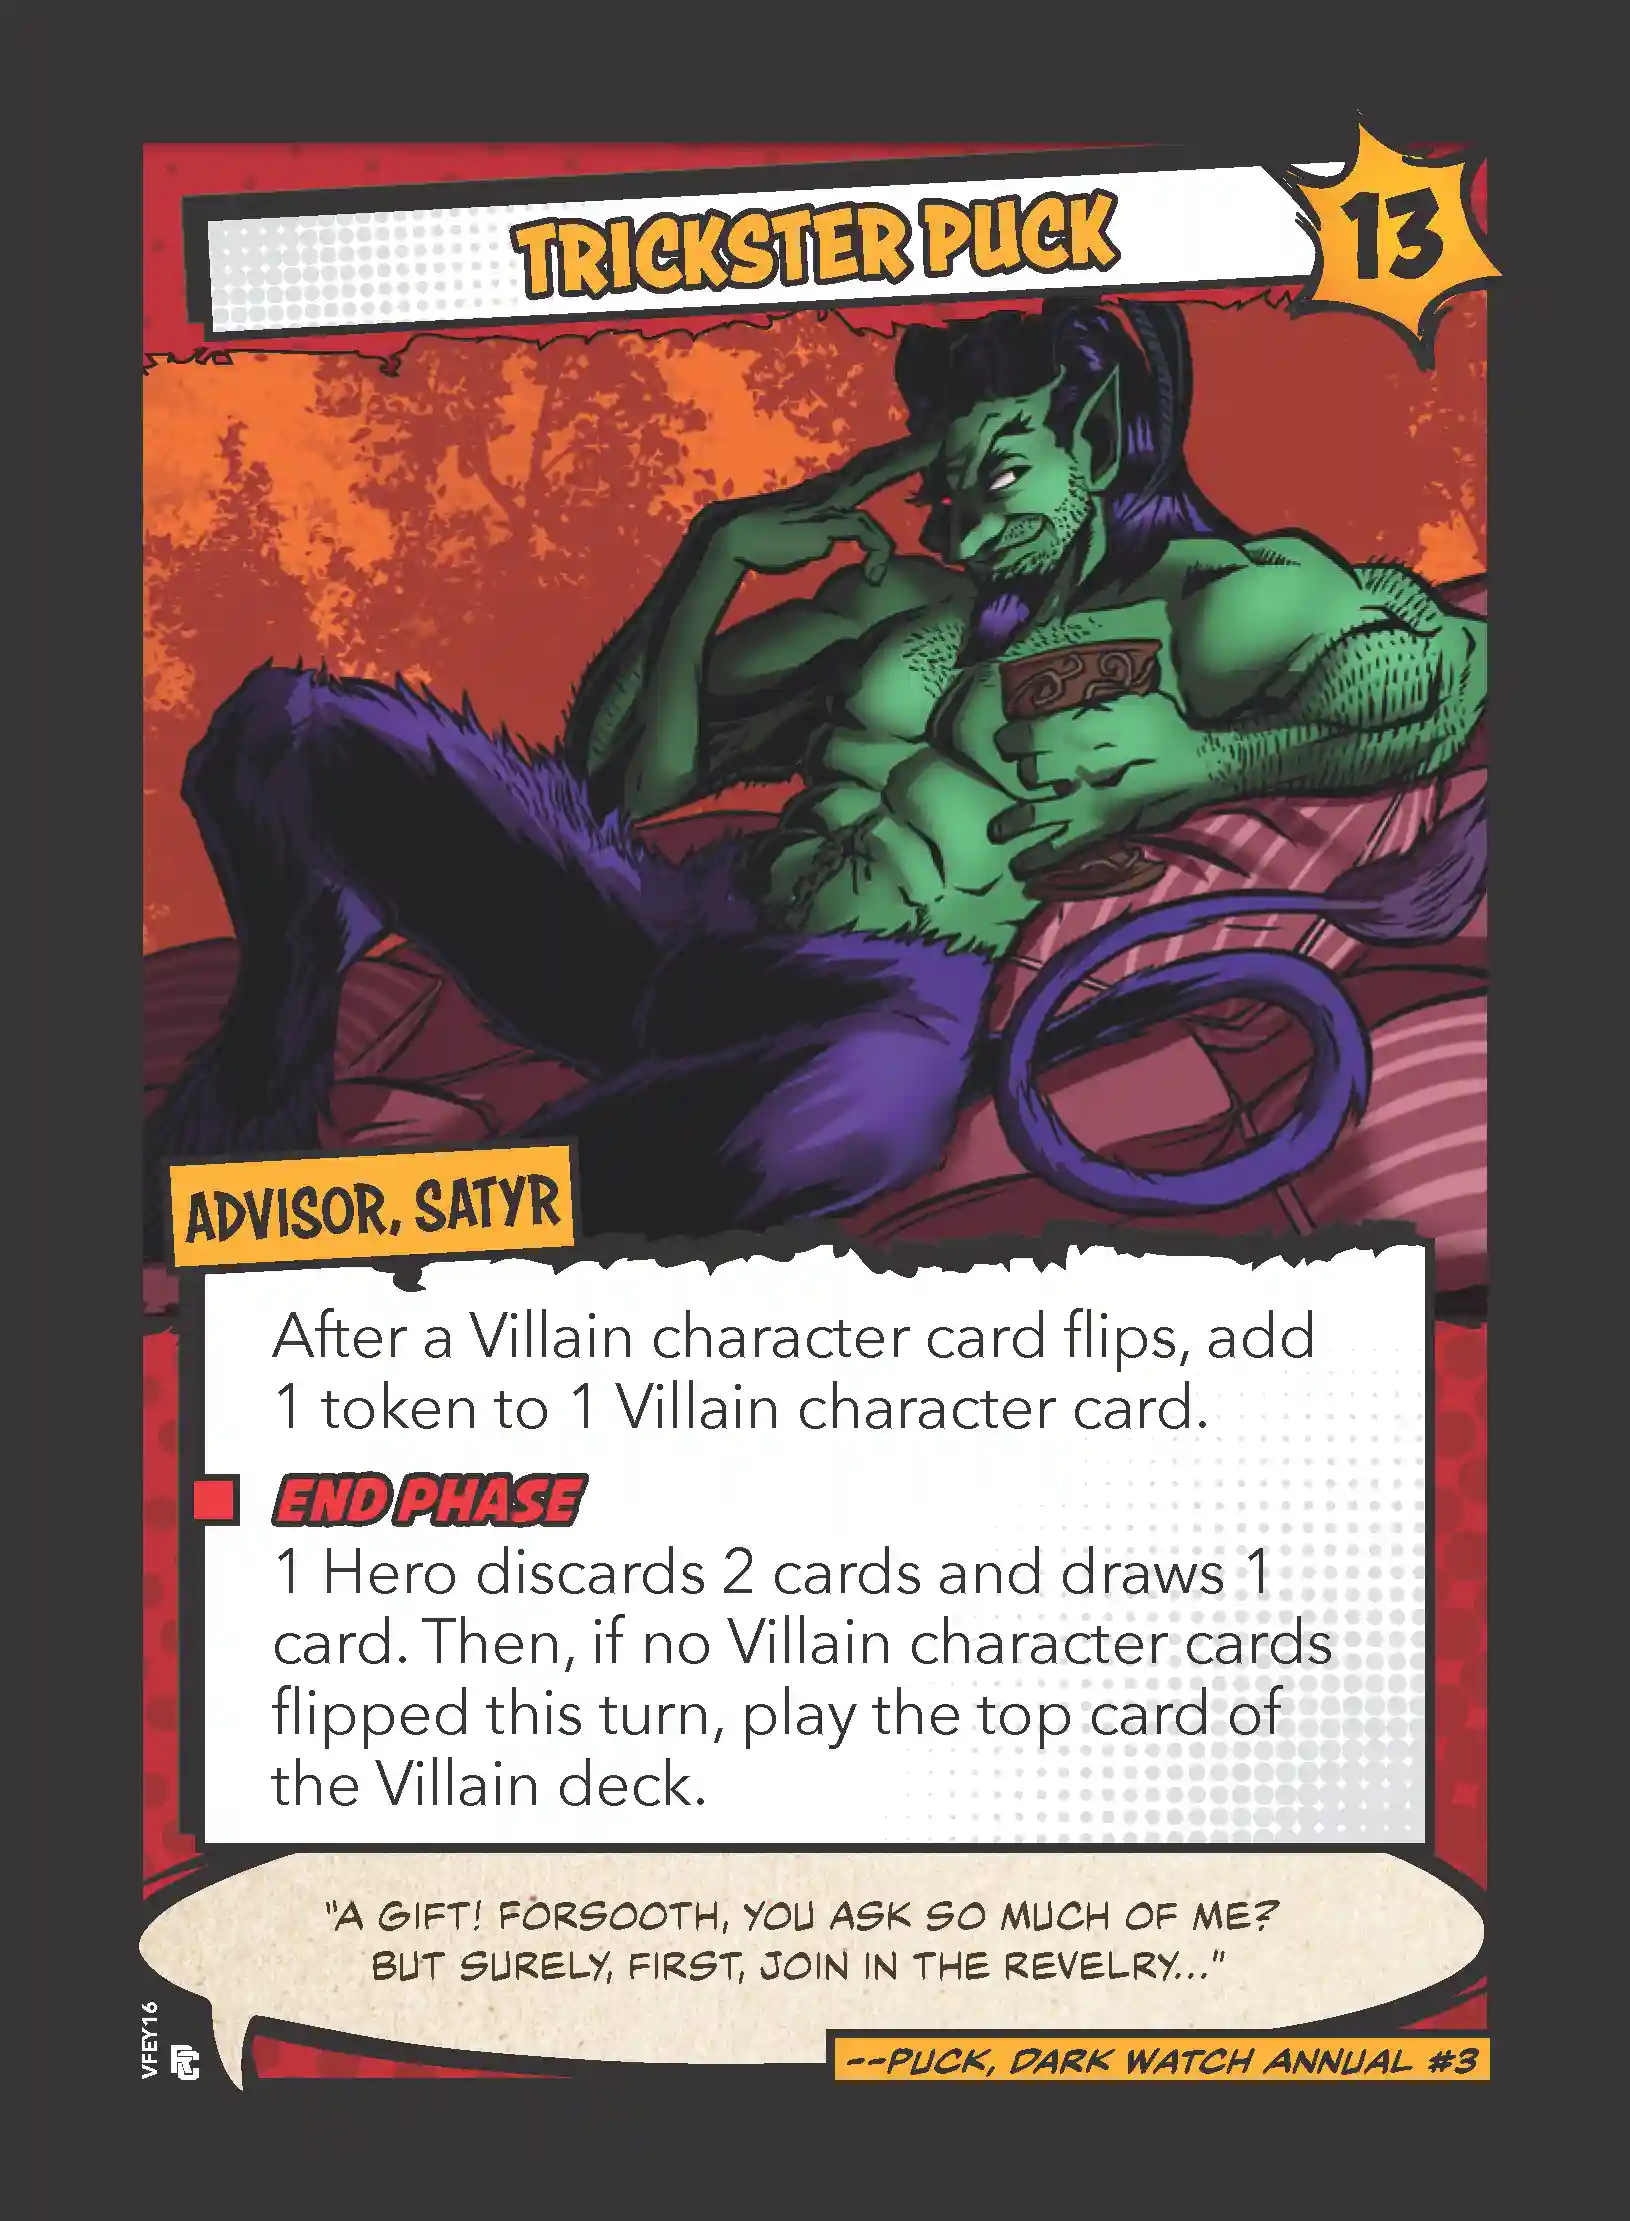 TRICKSTER PUCK
13
ADVISOR, SATYR
After a Villain character card flips, add
1 token to 1 Villain character card.
END PHASE
1 Hero discards 2 cards and draws 1
card. Then, if no Villain character cards
flipped this turn, play the top card of
the Villain deck.
"A GIFT! FORSOOTH, YOU ASK SO MUCH OF ME?
BUT SURELY, FIRST, JOIN IN THE REVELRY..."
--PUCK, DARK WATCH ANNUAL #3
VFEY16